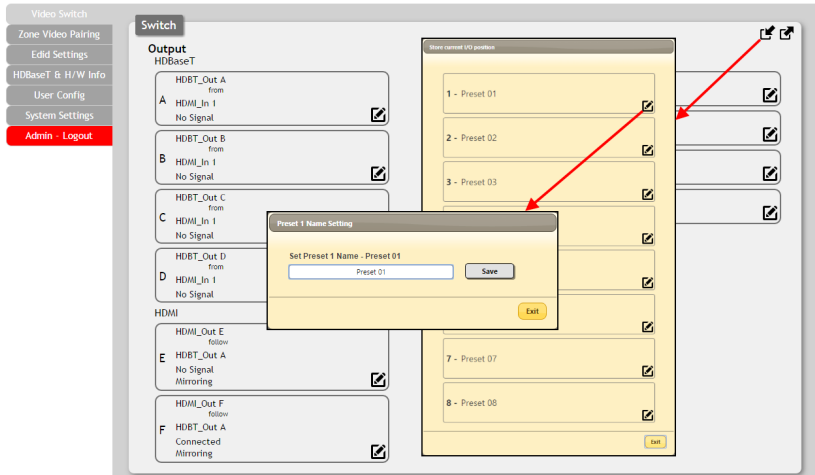 Video Switch
Zone Video Pairing
Edid Settings
HDBaseT & H/W Info
User Config
System Settings
Admin - Logout
Switch
Output
HDBaseT
HDBT_Out A
from
A
HDMI_In 1
No Signal
HDBT_Out B
from
B
HDMI_In 1
No Signal
HDBT_Out C
from
C
HDMI_In 1
No Signal
HDBT_Out D
from
D
HDMI_In 1
No Signal
HDMI
HDMI_Out E
follow
E
HDBT_Out A
No Signal
Mirroring
HDMI_Out F
follow
F
HDBT_Out A
Connected
Mirroring
Store current I/O position
1 - Preset 01
2 - Preset 02
3 - Preset 03
7 - Preset 07
8 - Preset 08
Exit
Preset 1 Name Setting
Set Preset 1 Name - Preset 01
Preset 01
Save
Exit